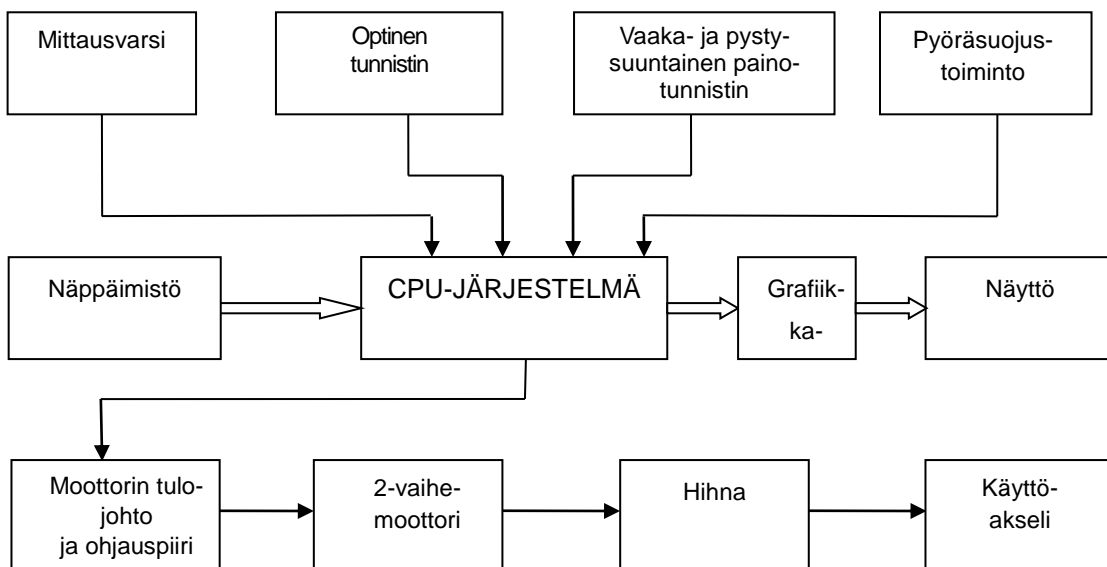 Mittausvarsi
Optinen
tunnistin
Vaaka- ja pysty-
suuntainen paino-
tunnistin
Pyöräsuojus-
toiminto
Näppäimistö
CPU-JÄRJESTELMÄ
Grafiik-
ka-
Näyttö
Moottorin tulo-
johto
ja ohjauspiiri
2-vaihe-
moottori
Hihna
Käyttö-
akseli